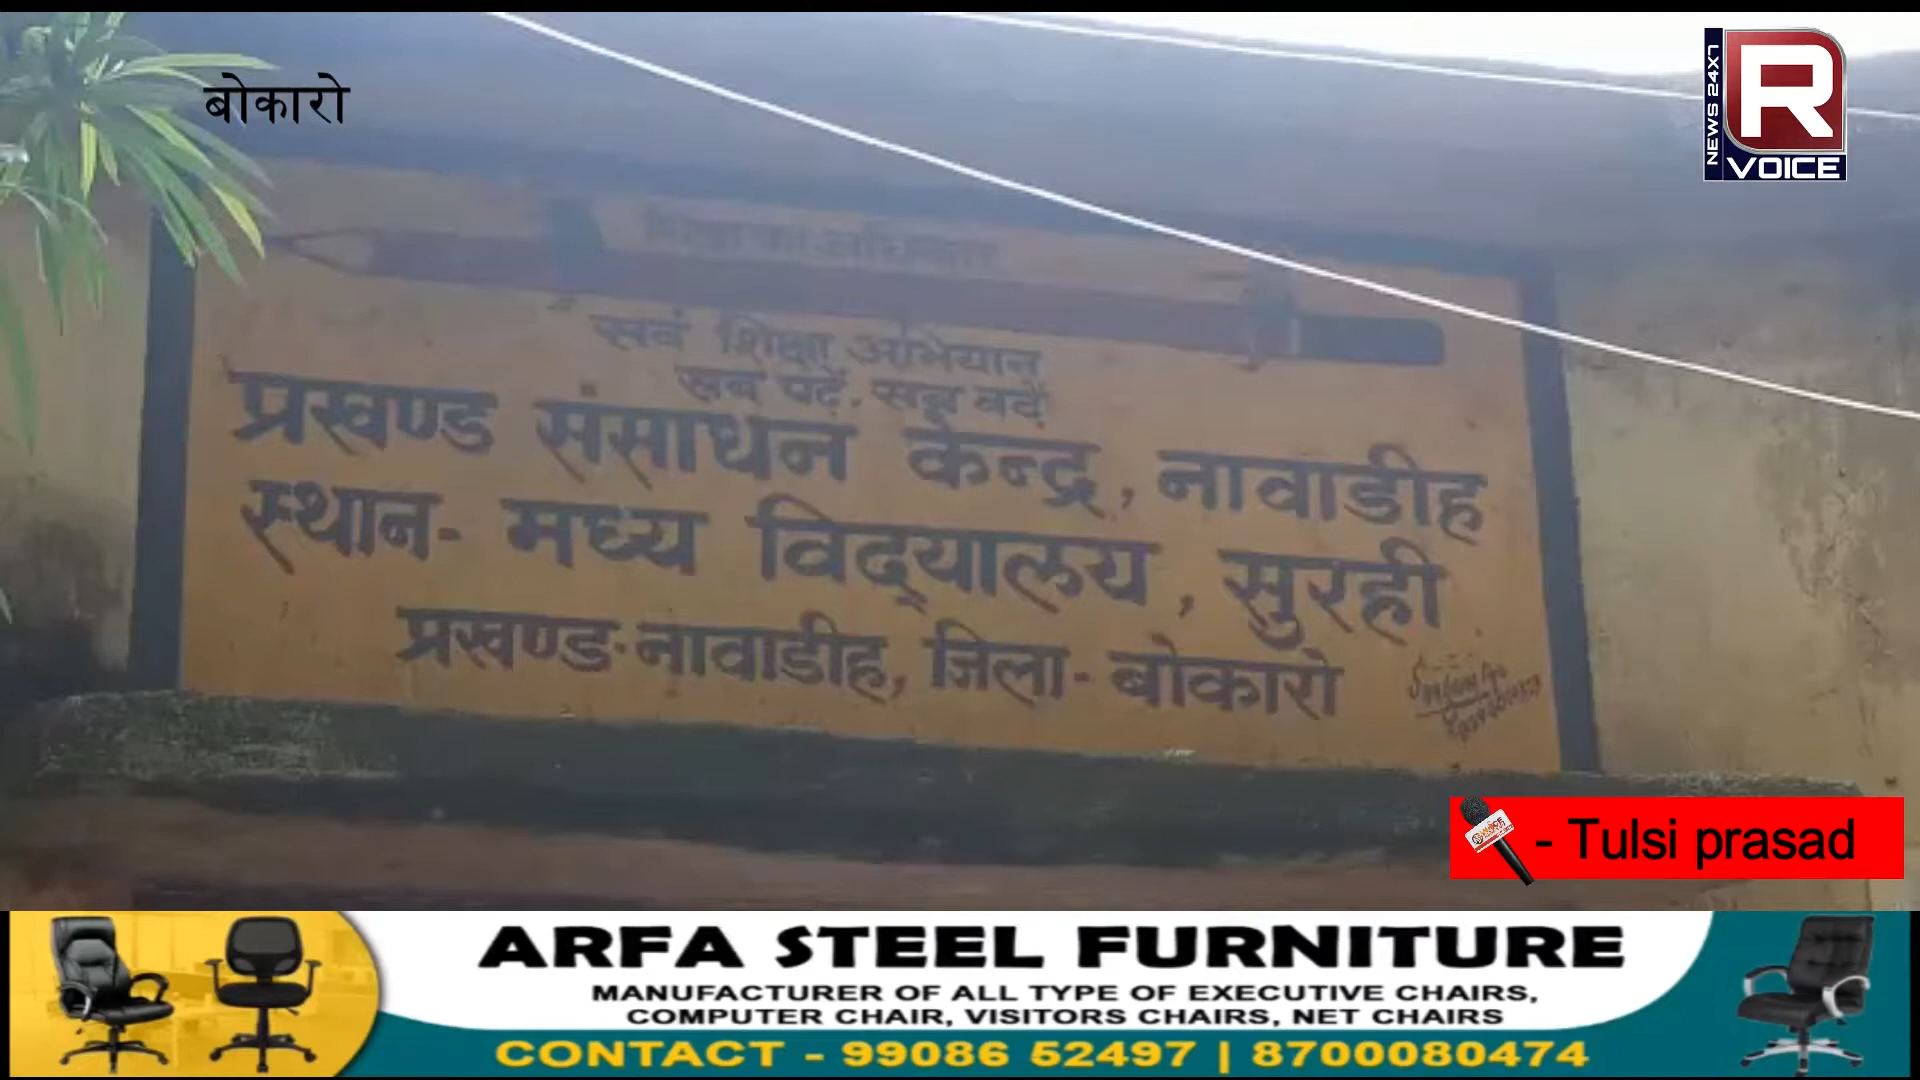 बोकारो
NEWS 24X7
R
VOICE
शिक्षा का अधिकार
सर्व शिक्षा अभियान
सब पढ़ें, सब बढ़ें
प्रखण्ड संसाधन केन्द्र, नावाडीह
स्थान- मध्य विद्यालय, सुरही
प्रखण्ड-नावाडीह, जिला- बोकारो
- Tulsi prasad
ARFA STEEL FURNITURE
MANUFACTURER OF ALL TYPE OF EXECUTIVE CHAIRS,
COMPUTER CHAIR, VISITORS CHAIRS, NET CHAIRS
CONTACT - 99086 52497 | 8700080474